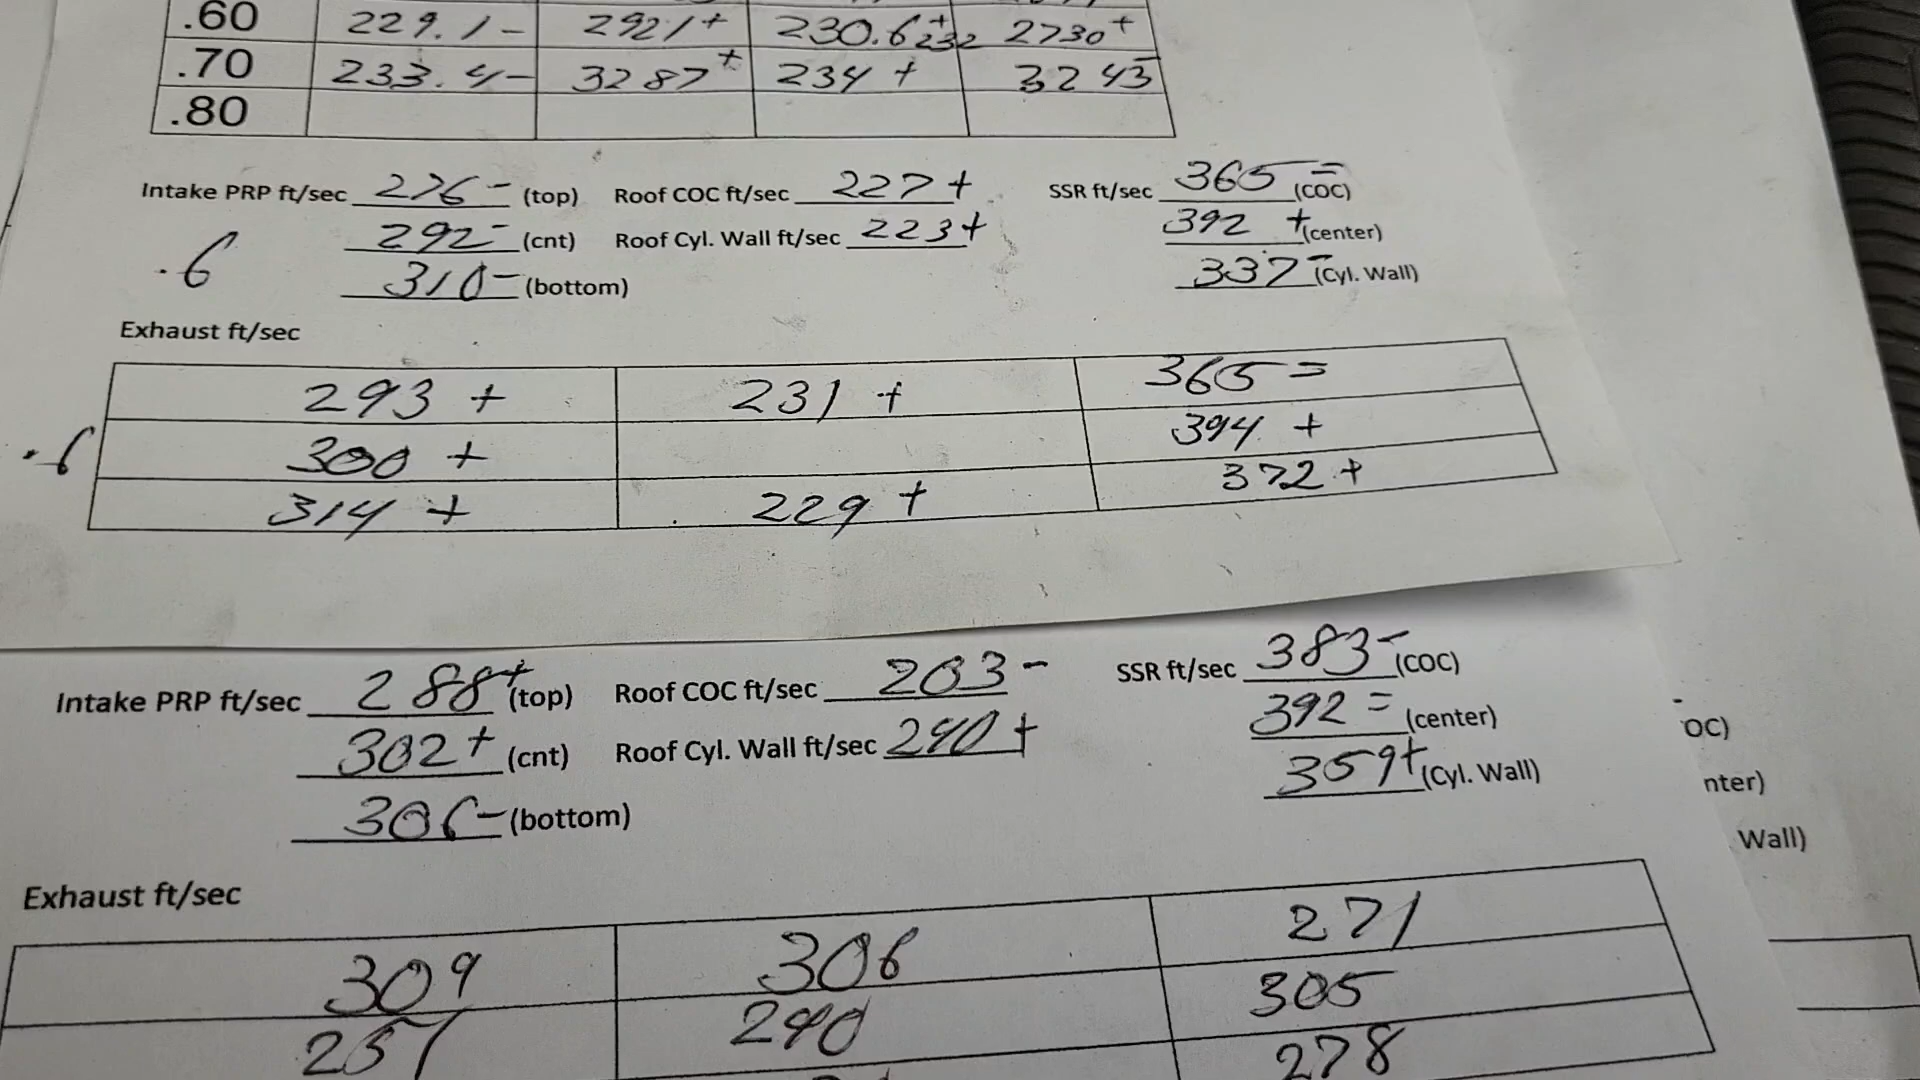 .60 229.1- 2921+ 230.6+ 232 2730+
.70 233.4- 3287+ 234+ 3243-
.80
Intake PRP ft/sec 276- (top) Roof COC ft/sec 227+ SSR ft/sec 365= (COC)
292- (cnt) Roof Cyl. Wall ft/sec 223+ 392+ (center)
.6 310- (bottom) 337- (Cyl. Wall)
Exhaust ft/sec
293+ 231+ 365=
.6 300+ 394+
314+ 229+ 372+
Intake PRP ft/sec 288+ (top) Roof COC ft/sec 203- SSR ft/sec 383- (COC)
302+ (cnt) Roof Cyl. Wall ft/sec 240+ 392= (center)
306- (bottom) 359+ (Cyl. Wall)
OC)
nter)
Wall)
Exhaust ft/sec
309 306 271
257 240 305
278